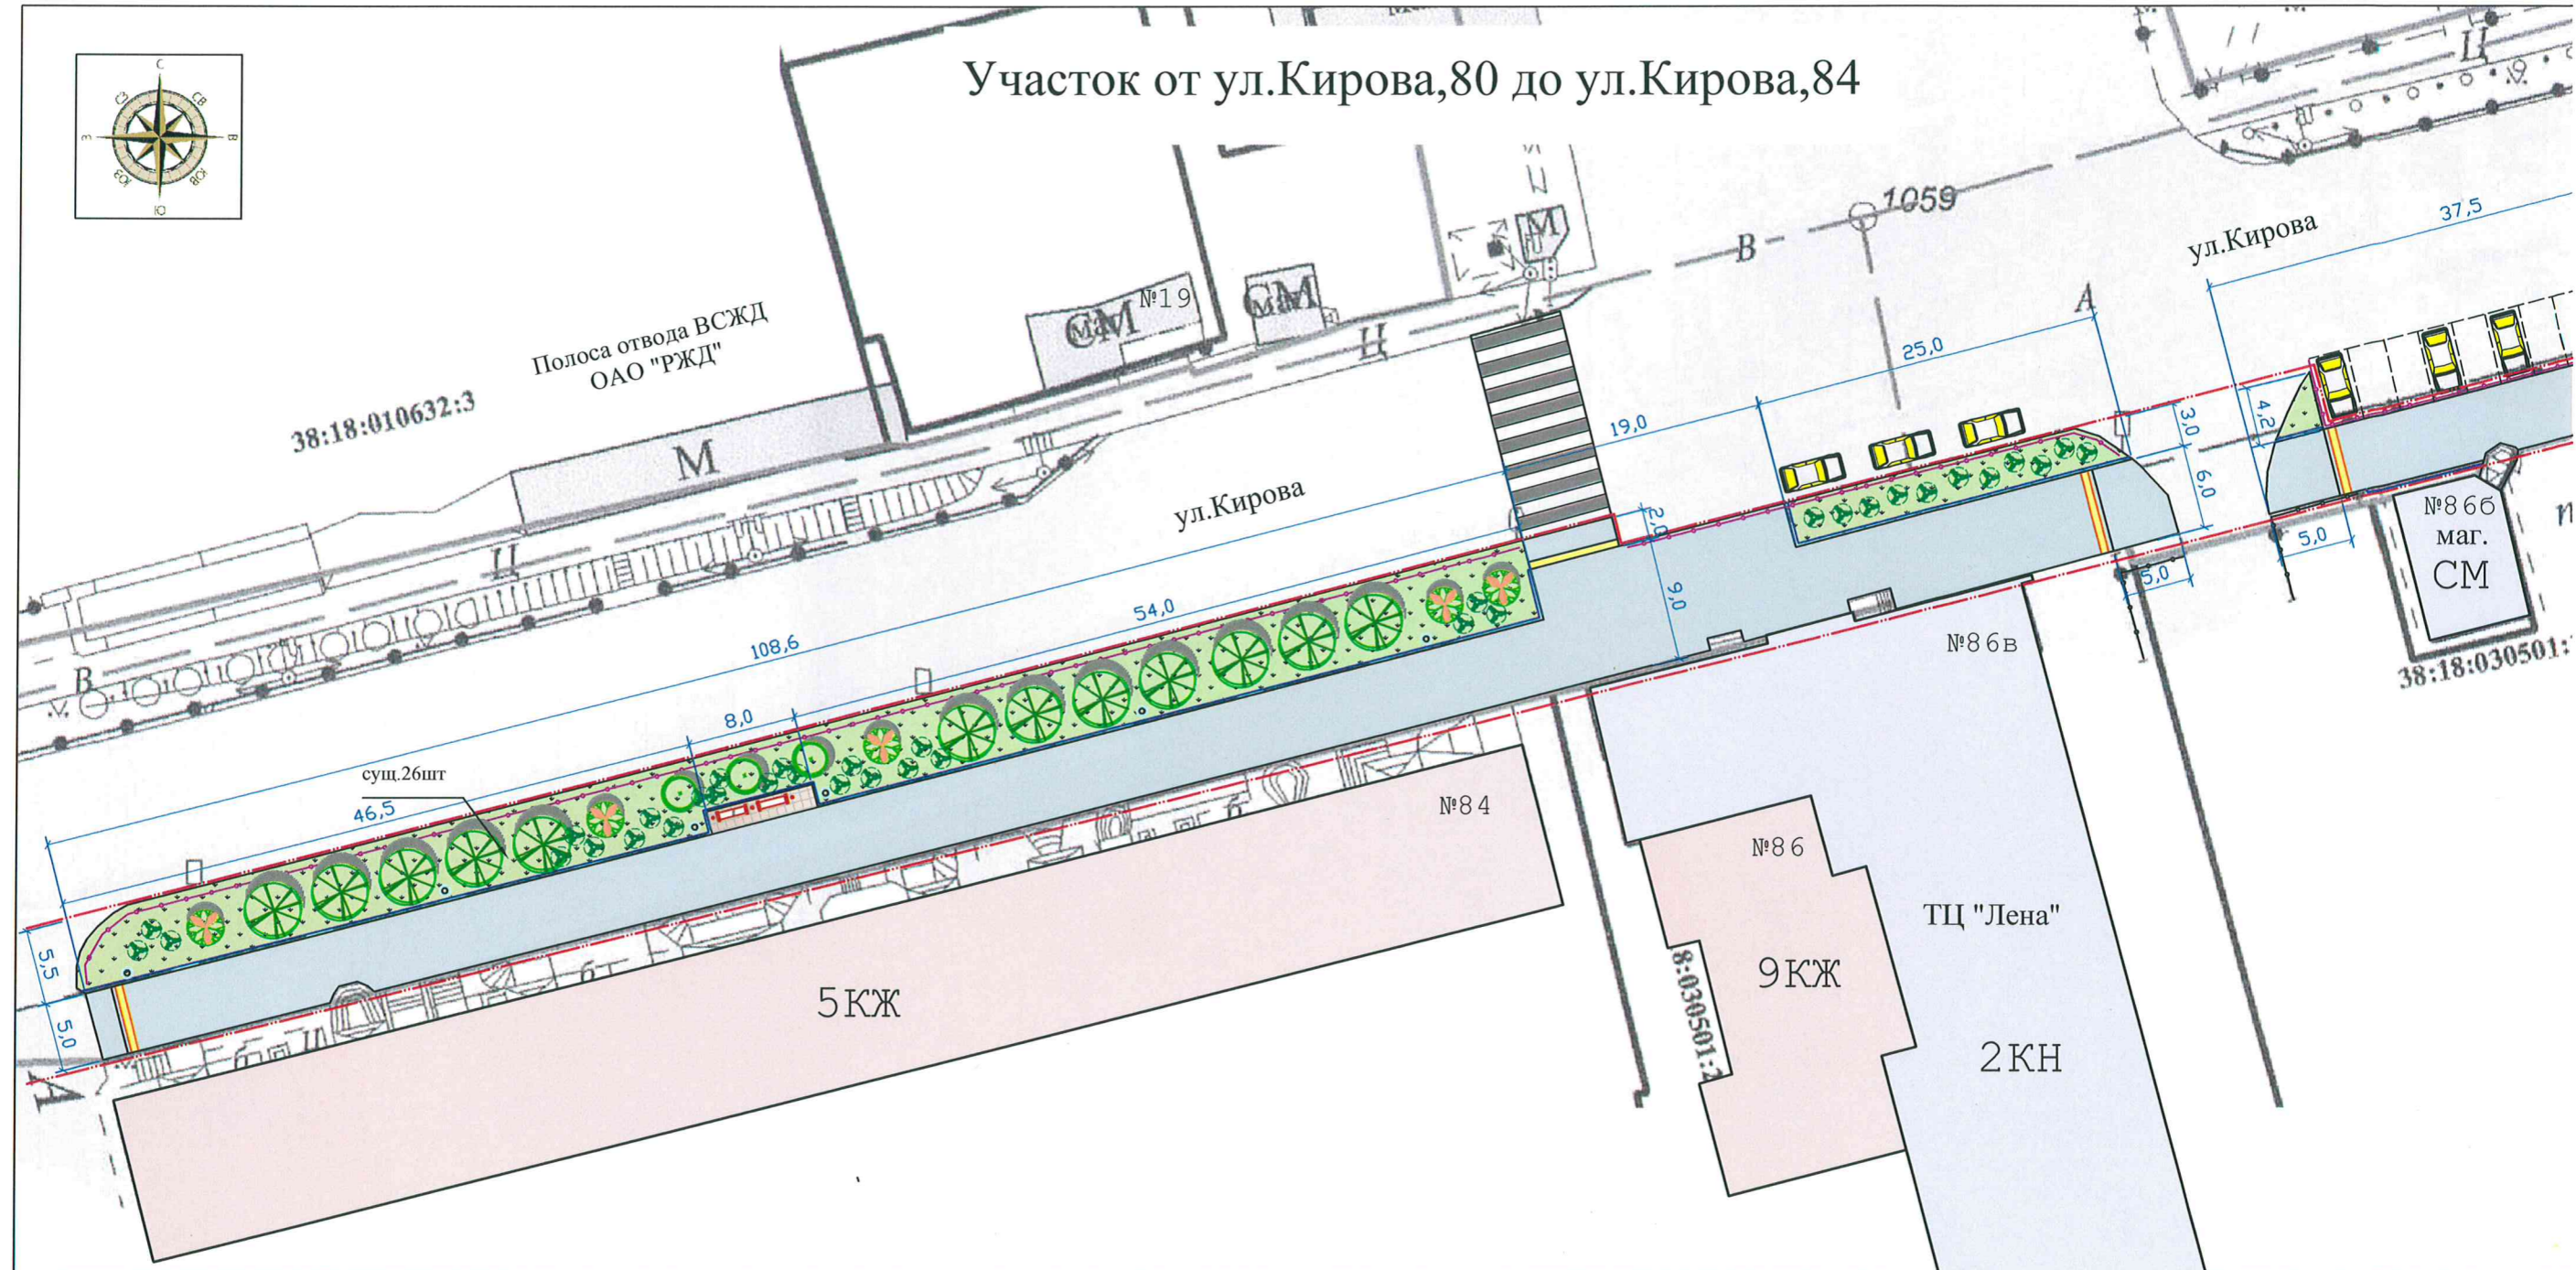 Участок от ул.Кирова,80 до ул.Кирова,84
С
СЗ
СВ
З
В
ЮЗ
ЮВ
Ю
1059
В
А
ул.Кирова
37,5
Полоса отвода ВСЖД
ОАО "РЖД"
38:18:010632:3
№19
маг
СМ
маг
СМ
М
М
Ц
Ц
Ц
Ц
В
25,0
19,0
3,0
4,2
6,0
5,0
5,0
2,0
9,0
№86б
маг.
СМ
38:18:030501:
ул.Кирова
54,0
108,6
8,0
сущ.26шт
46,5
5,5
5,0
№86в
№84
№86
5КЖ
9КЖ
ТЦ "Лена"
2КН
8:030501:2